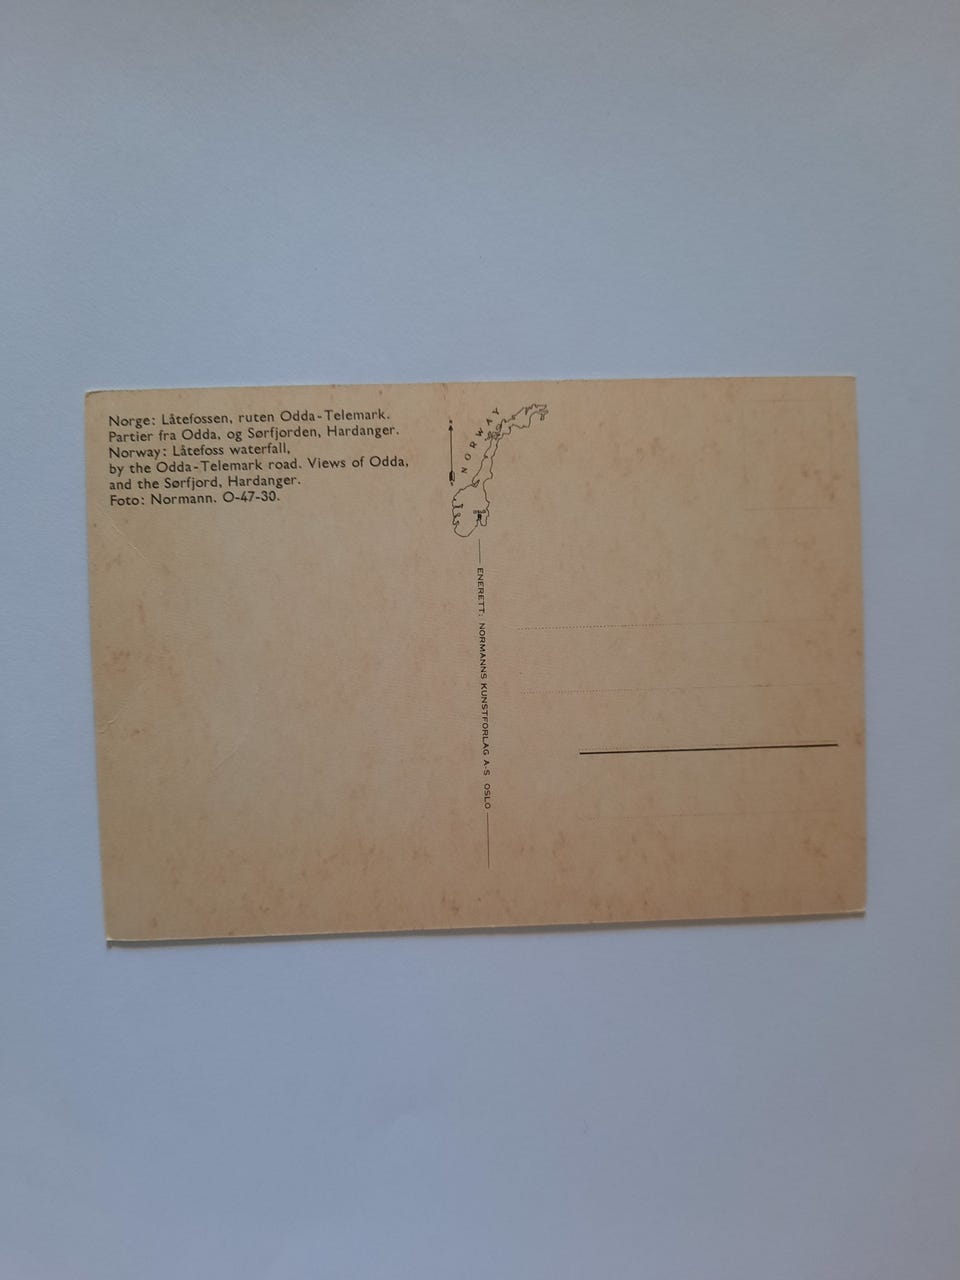 Norge: Låtefossen, ruten Odda-Telemark.
Partier fra Odda, og Sørfjorden, Hardanger.
Norway: Låtefoss waterfall,
by the Odda-Telemark road. Views of Odda,
and the Sørfjord, Hardanger.
Foto: Normann. O-47-30.
NORWAY
ENERETT: NORMANNS KUNSTFORLAG A-S OSLO